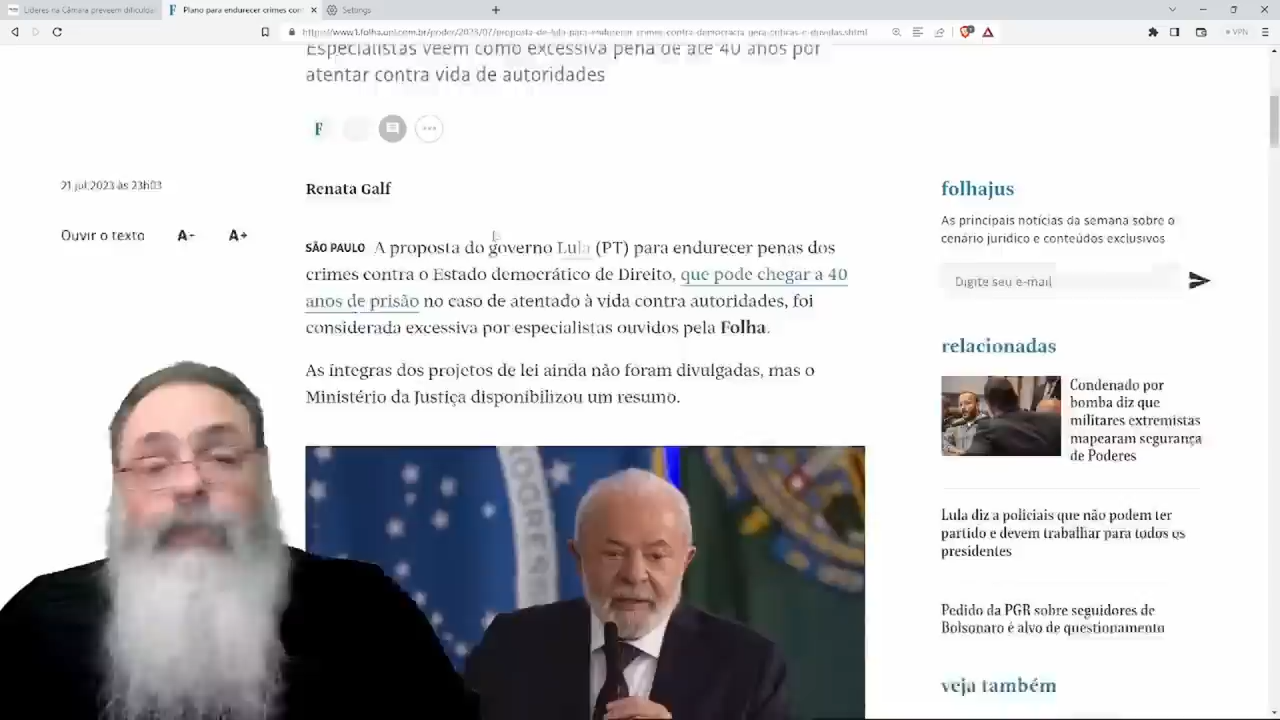 Líderes na Câmara preveem dificuldad
Plano para endurecer crimes con
Settings
https://www1.folha.uol.com.br/poder/2023/07/proposta-de-lula-para-endurecer-crimes-contra-democracia-gera-criticas-e-duvidas.shtml
VPN
Especialistas veem como excessiva pena de até 40 anos por
atentar contra vida de autoridades
F
21.jul.2023 às 23h03
Renata Galf
Ouvir o texto A- A+
SÃO PAULO A proposta do governo Lula (PT) para endurecer penas dos
crimes contra o Estado democrático de Direito, que pode chegar a 40
anos de prisão no caso de atentado à vida contra autoridades, foi
considerada excessiva por especialistas ouvidos pela Folha.
As íntegras dos projetos de lei ainda não foram divulgadas, mas o
Ministério da Justiça disponibilizou um resumo.
OGRESS
folhajus
As principais notícias da semana sobre o
cenário jurídico e conteúdos exclusivos
Digite seu e-mail
relacionadas
Condenado por
bomba diz que
militares extremistas
mapearam segurança
de Poderes
Lula diz a policiais que não podem ter
partido e devem trabalhar para todos os
presidentes
Pedido da PGR sobre seguidores de
Bolsonaro é alvo de questionamento
veja também